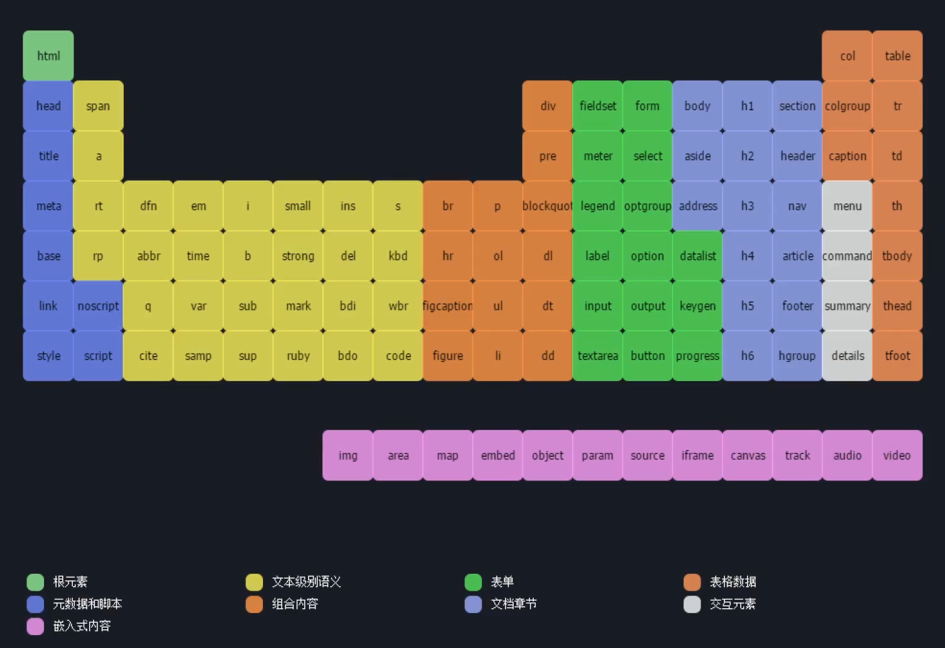 html col table
head span div fieldset form body h1 section colgroup tr
title a pre meter select aside h2 header caption td
meta rt dfn em i small ins s br p blockquot legend optgroup address h3 nav menu th
base rp abbr time b strong del kbd hr ol dl label option datalist h4 article command tbody
link noscript q var sub mark bdi wbr figcaption ul dt input output keygen h5 footer summary thead
style script cite samp sup ruby bdo code figure li dd textarea button progress h6 hgroup details tfoot
img area map embed object param source iframe canvas track audio video
根元素 文本级别语义 表单 表格数据
元数据和脚本 组合内容 文档章节 交互元素
嵌入式内容